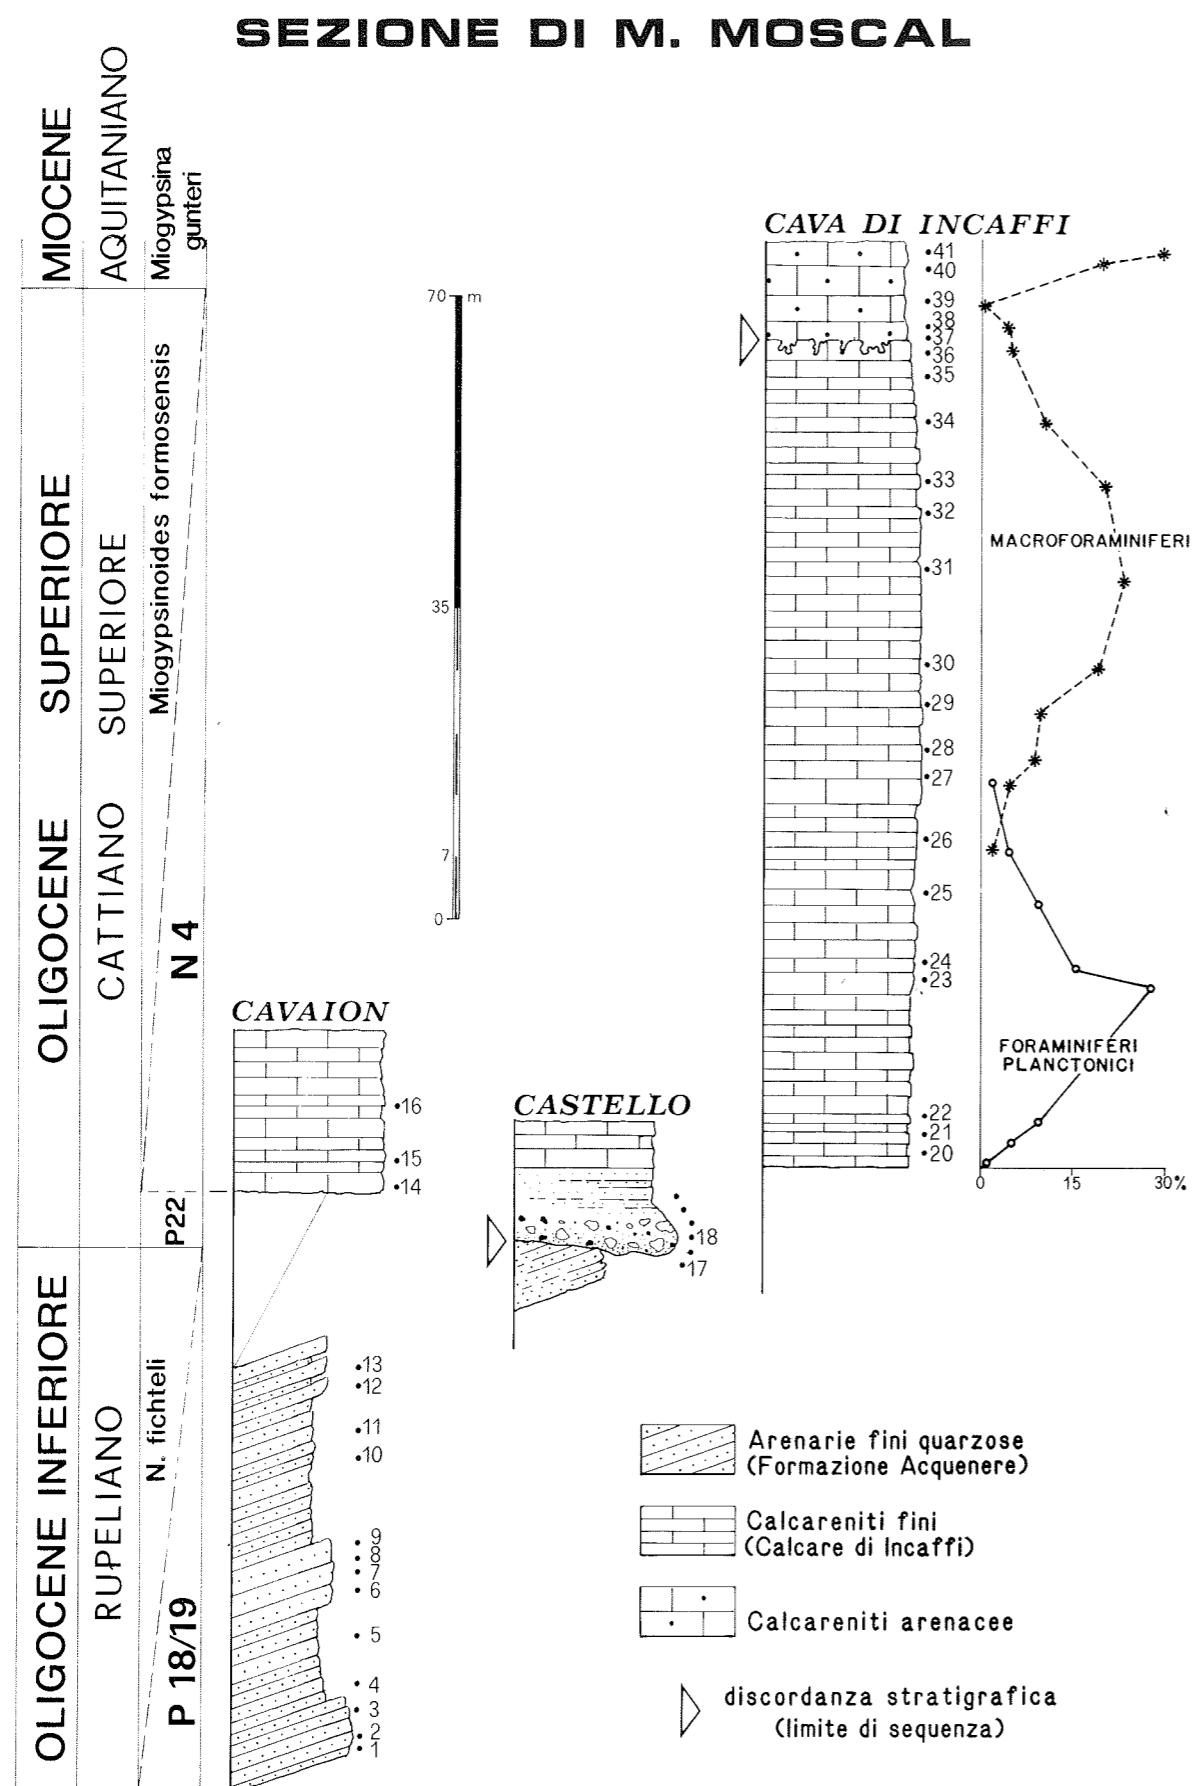 SEZIONE DI M. MOSCAL
MIOCENE
AQUITANIANO
Miogypsina
gunteri
OLIGOCENE SUPERIORE
CATTIANO SUPERIORE
Miogypsinoides formosensis
N 4
P22
OLIGOCENE INFERIORE
RUPELIANO
N. fichteli
P 18/19
70 m
35
7
0
CAVAION
16
15
14
13
12
11
10
9
8
7
6
5
4
3
2
1
CASTELLO
18
17
CAVA DI INCAFFI
41
40
39
38
37
36
35
34
33
32
31
30
29
28
27
26
25
24
23
22
21
20
MACROFORAMINIFERI
FORAMINIFERI
PLANCTONICI
0 15 30%
Arenarie fini quarzose
(Formazione Acquenere)
Calcareniti fini
(Calcare di Incaffi)
Calcareniti arenacee
discordanza stratigrafica
(limite di sequenza)